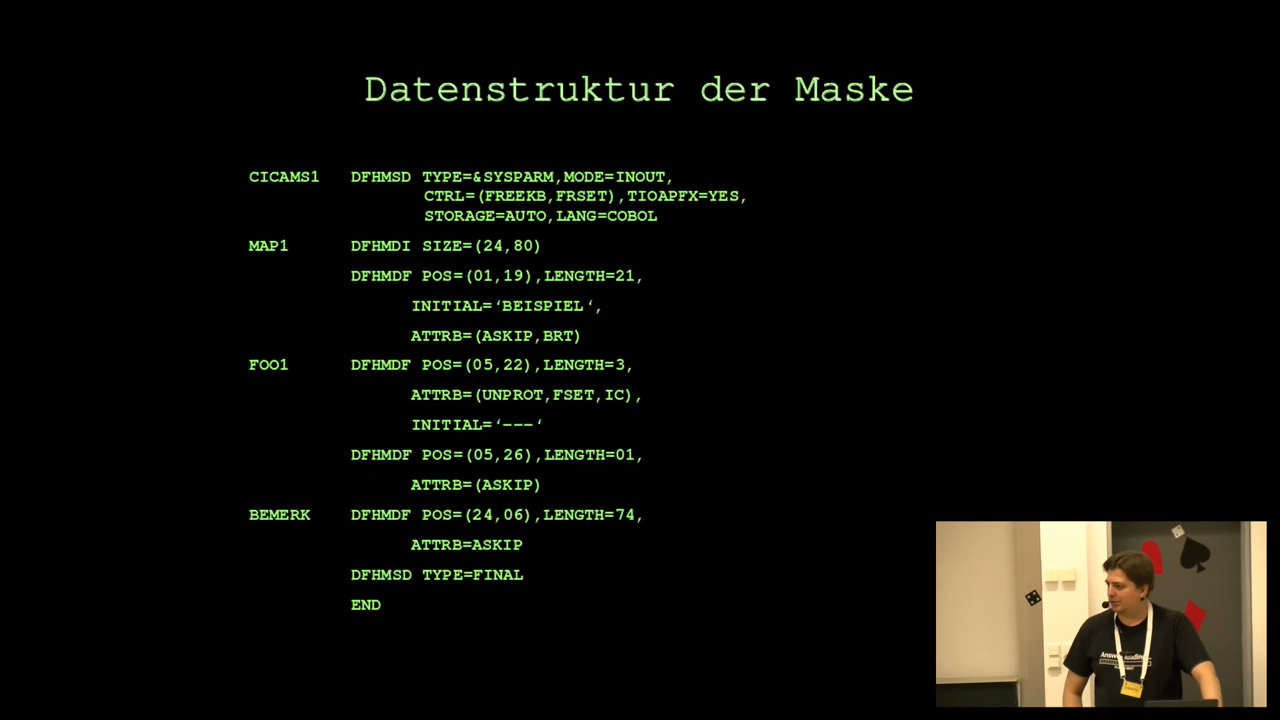 Datenstruktur der Maske
CICAMS1 DFHMSD TYPE=&SYSPARM,MODE=INOUT,
CTRL=(FREEKB,FRSET),TIOAPFX=YES,
STORAGE=AUTO,LANG=COBOL
MAP1 DFHMDI SIZE=(24,80)
DFHMDF POS=(01,19),LENGTH=21,
INITIAL=‘BEISPIEL‘,
ATTRB=(ASKIP,BRT)
FOO1 DFHMDF POS=(05,22),LENGTH=3,
ATTRB=(UNPROT,FSET,IC),
INITIAL=‘---‘
DFHMDF POS=(05,26),LENGTH=01,
ATTRB=(ASKIP)
BEMERK DFHMDF POS=(24,06),LENGTH=74,
ATTRB=ASKIP
DFHMSD TYPE=FINAL
END